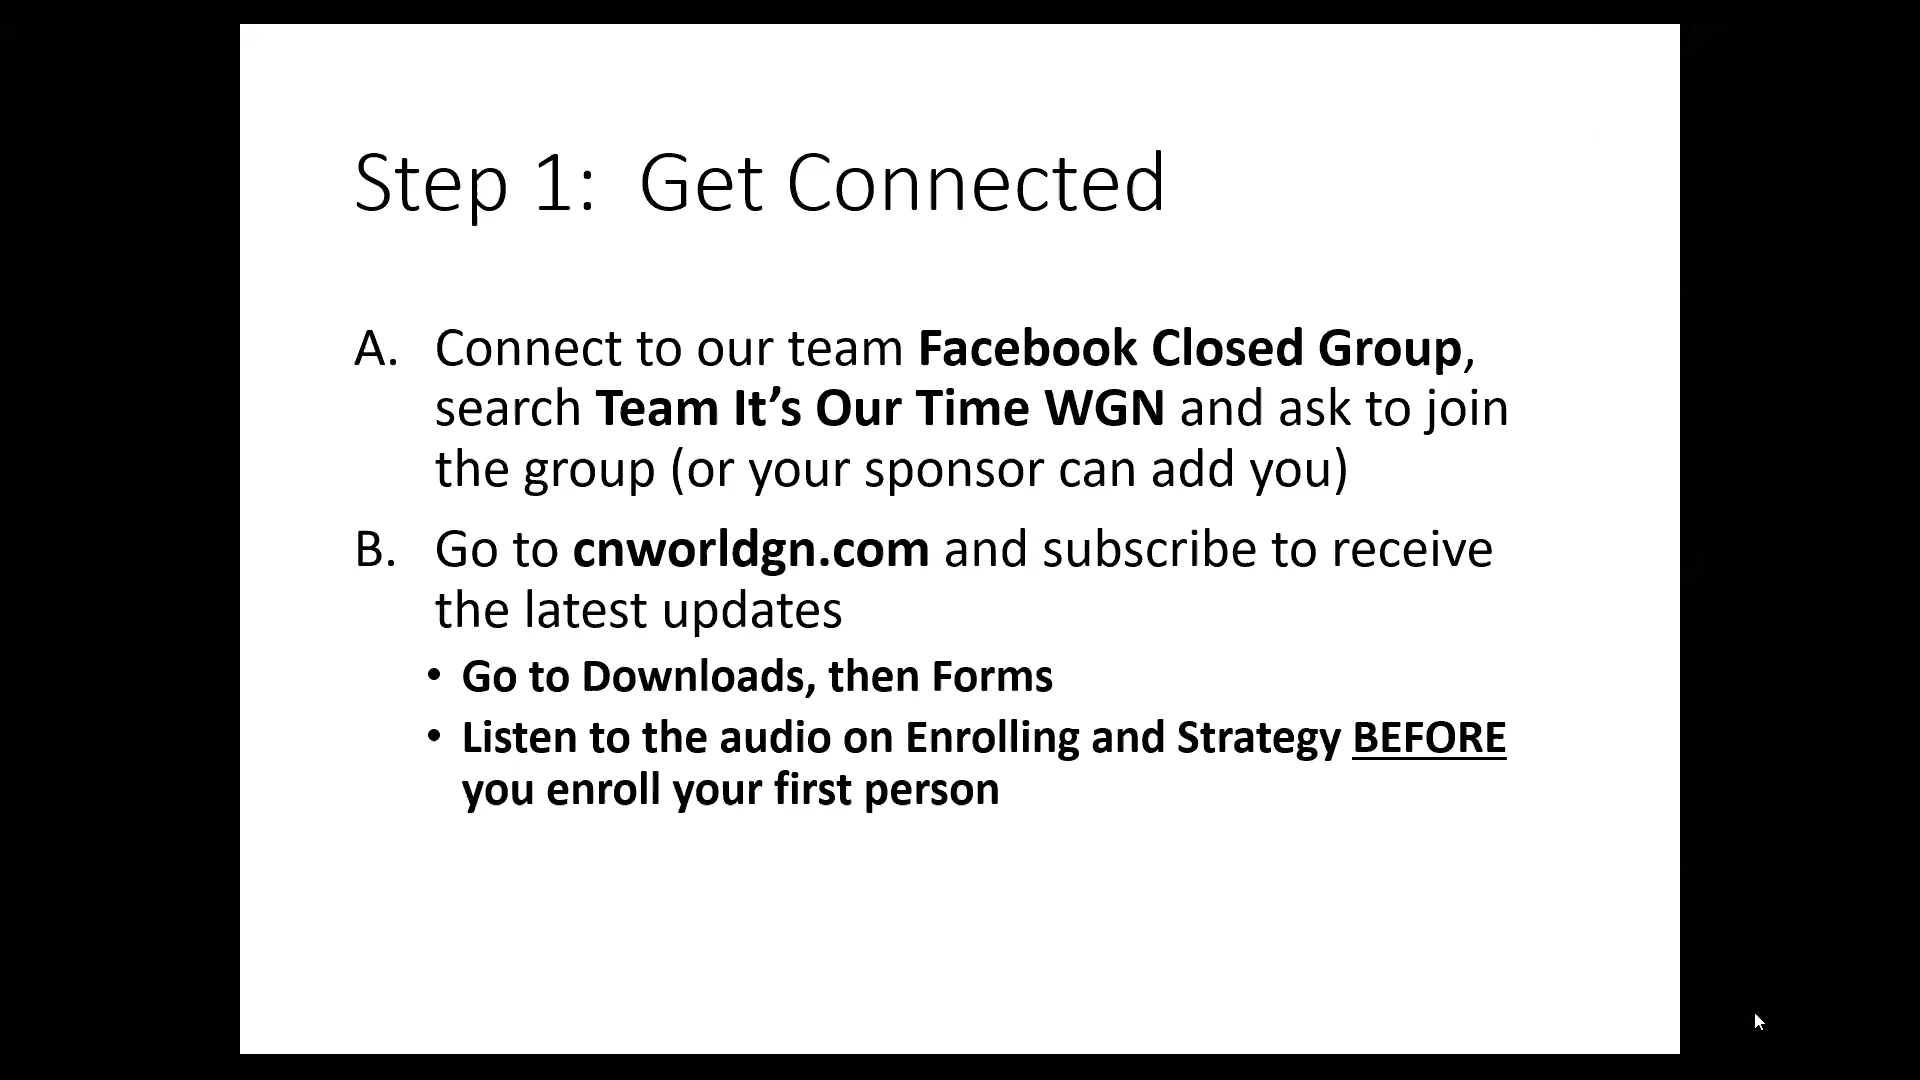 Step 1:  Get Connected
A. Connect to our team Facebook Closed Group,
search Team It’s Our Time WGN and ask to join
the group (or your sponsor can add you)
B. Go to cnworldgn.com and subscribe to receive
the latest updates
• Go to Downloads, then Forms
• Listen to the audio on Enrolling and Strategy BEFORE
you enroll your first person